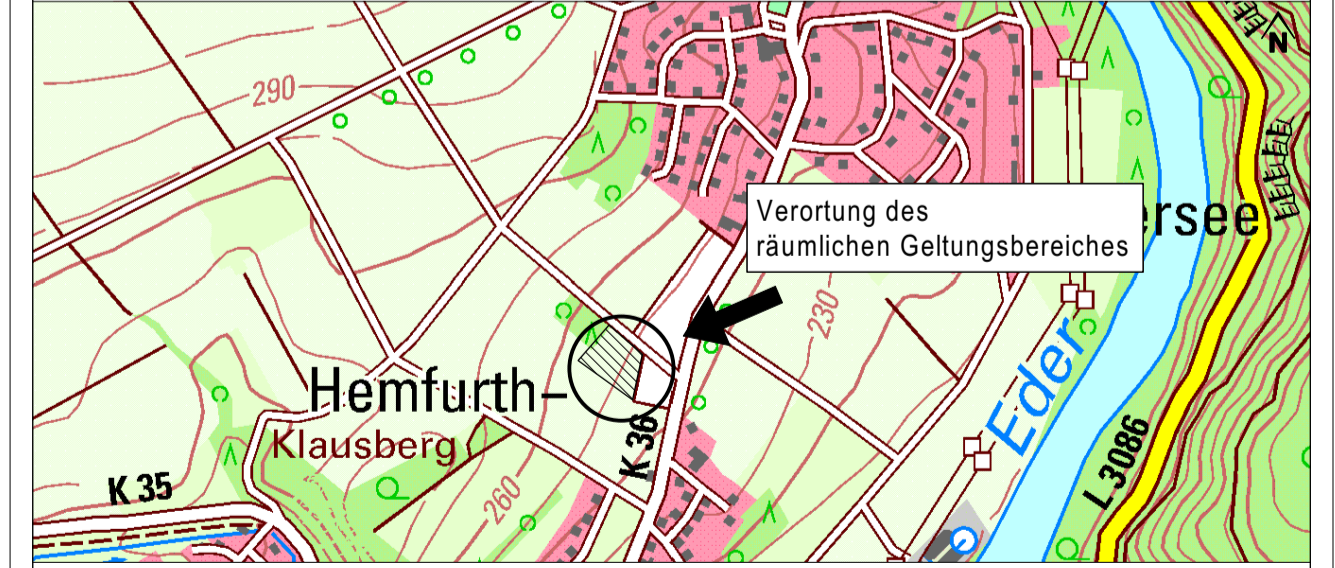 N
290
Verortung des
räumlichen Geltungsbereiches
ersee
230
Hemfurth–
Klausberg
K 36
Eder
L 3086
K 35
260